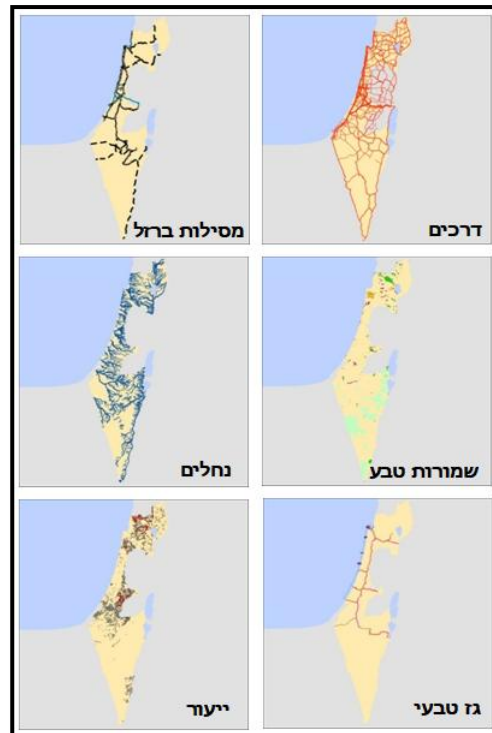 דרכים
מסילות ברזל
שמורות טבע
נחלים
גז טבעי
ייעור